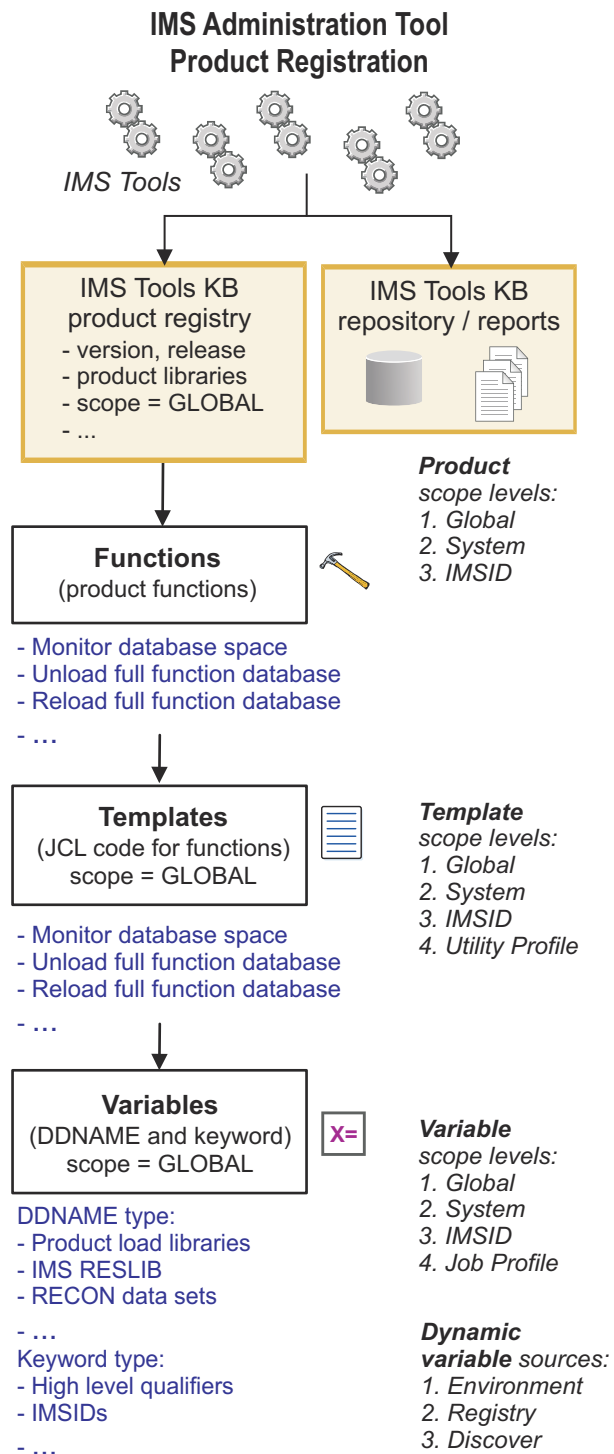 IMS Administration Tool
Product Registration
IMS Tools
IMS Tools KB
product registry
- version, release
- product libraries
- scope = GLOBAL
- ...
IMS Tools KB
repository / reports
Product
scope levels:
1. Global
2. System
3. IMSID
Functions
(product functions)
- Monitor database space
- Unload full function database
- Reload full function database
- ...
Templates
(JCL code for functions)
scope = GLOBAL
Template
scope levels:
1. Global
2. System
3. IMSID
4. Utility Profile
- Monitor database space
- Unload full function database
- Reload full function database
- ...
Variables
(DDNAME and keyword)
scope = GLOBAL
X=
Variable
scope levels:
1. Global
2. System
3. IMSID
4. Job Profile
DDNAME type:
- Product load libraries
- IMS RESLIB
- RECON data sets
- ...
Keyword type:
- High level qualifiers
- IMSIDs
- ...
Dynamic
variable sources:
1. Environment
2. Registry
3. Discover